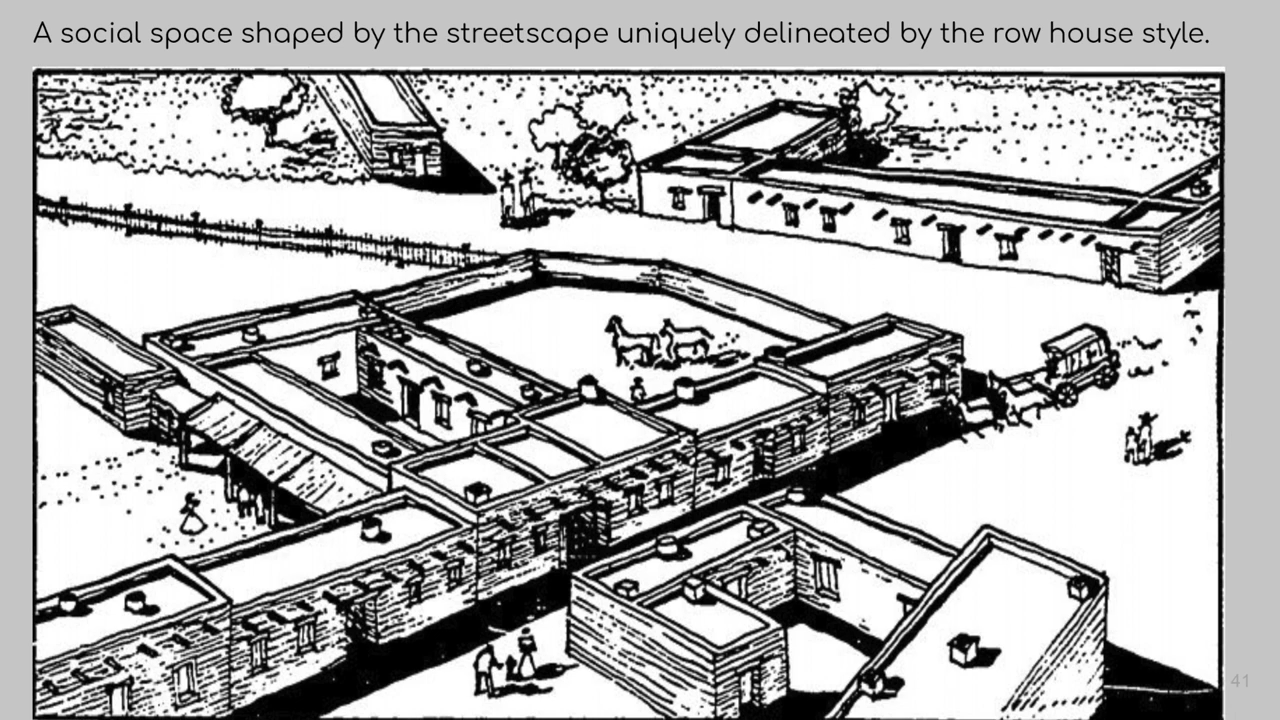 A social space shaped by the streetscape uniquely delineated by the row house style.
41